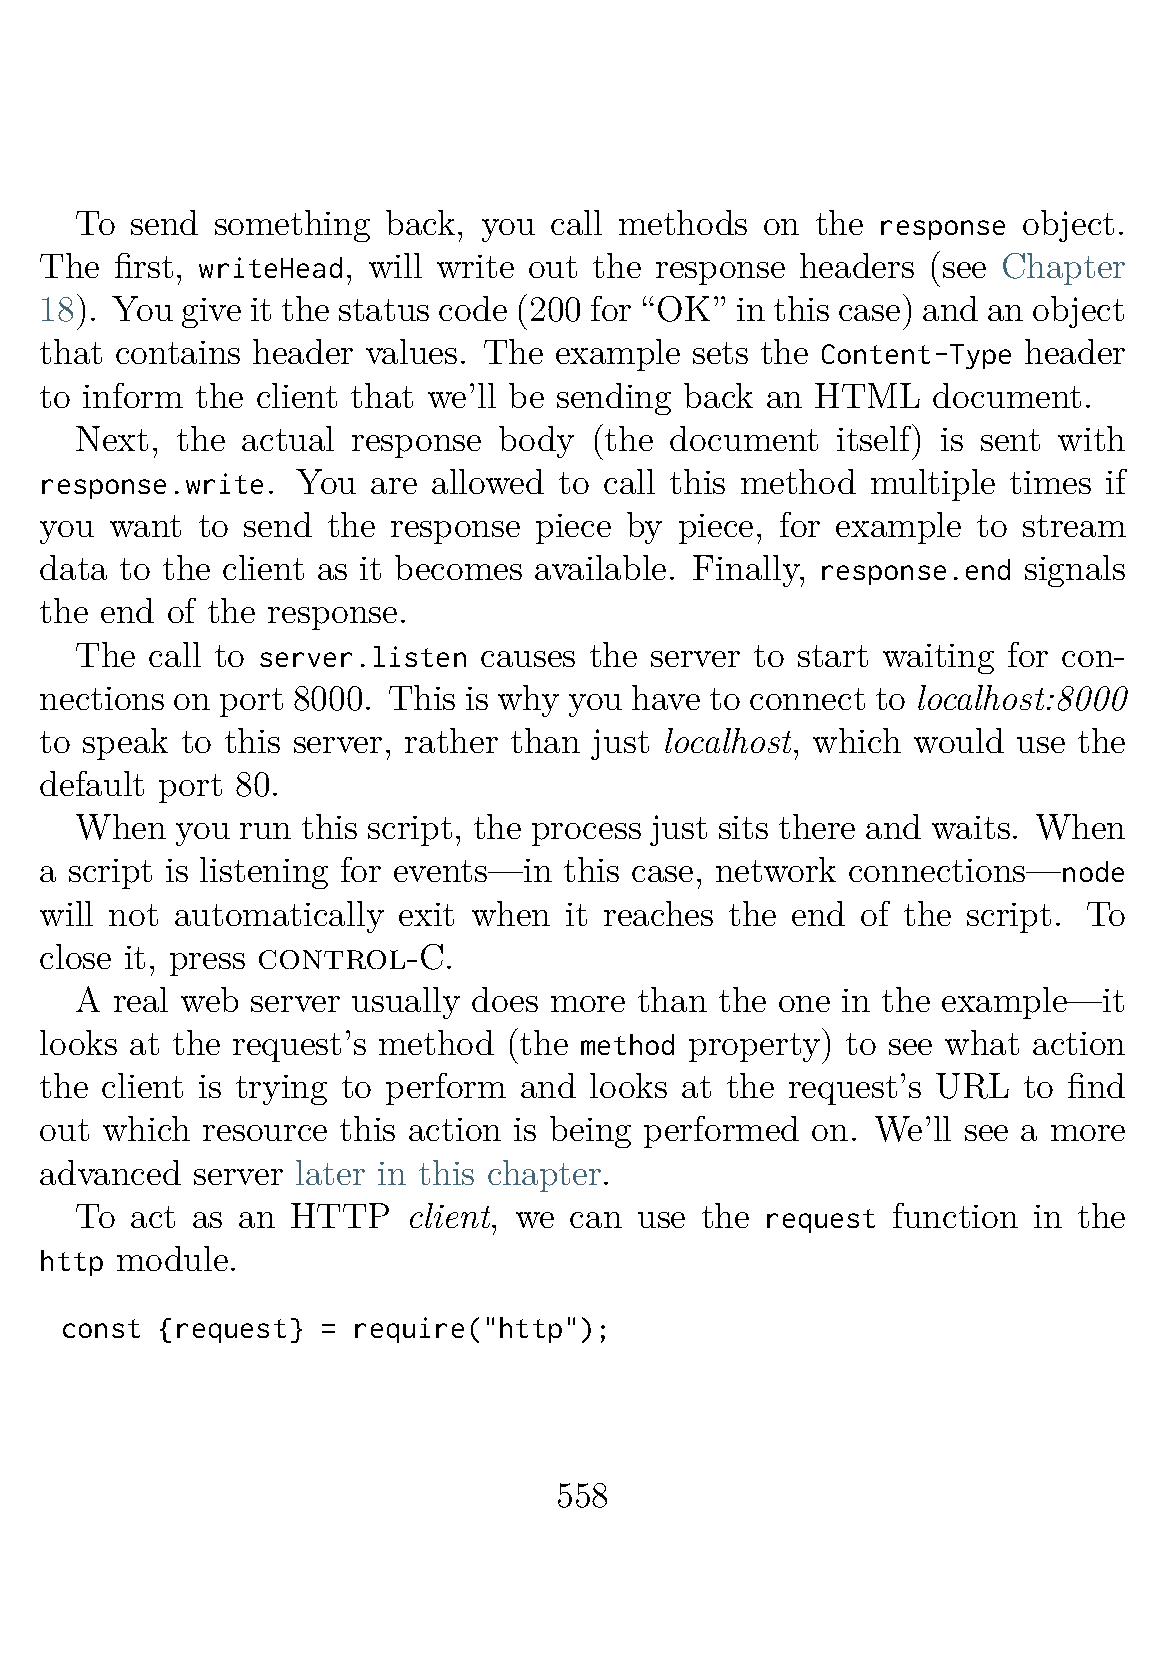 To send something back, you call methods on the response object.
The first, writeHead, will write out the response headers (see Chapter
18). You give it the status code (200 for “OK” in this case) and an object
that contains header values. The example sets the Content-Type header
to inform the client that we’ll be sending back an HTML document.
Next, the actual response body (the document itself) is sent with
response.write. You are allowed to call this method multiple times if
you want to send the response piece by piece, for example to stream
data to the client as it becomes available. Finally, response.end signals
the end of the response.
The call to server.listen causes the server to start waiting for con-
nections on port 8000. This is why you have to connect to localhost:8000
to speak to this server, rather than just localhost, which would use the
default port 80.
When you run this script, the process just sits there and waits. When
a script is listening for events—in this case, network connections—node
will not automatically exit when it reaches the end of the script. To
close it, press CONTROL-C.
A real web server usually does more than the one in the example—it
looks at the request’s method (the method property) to see what action
the client is trying to perform and looks at the request’s URL to find
out which resource this action is being performed on. We’ll see a more
advanced server later in this chapter.
To act as an HTTP client, we can use the request function in the
http module.
const {request} = require("http");
558